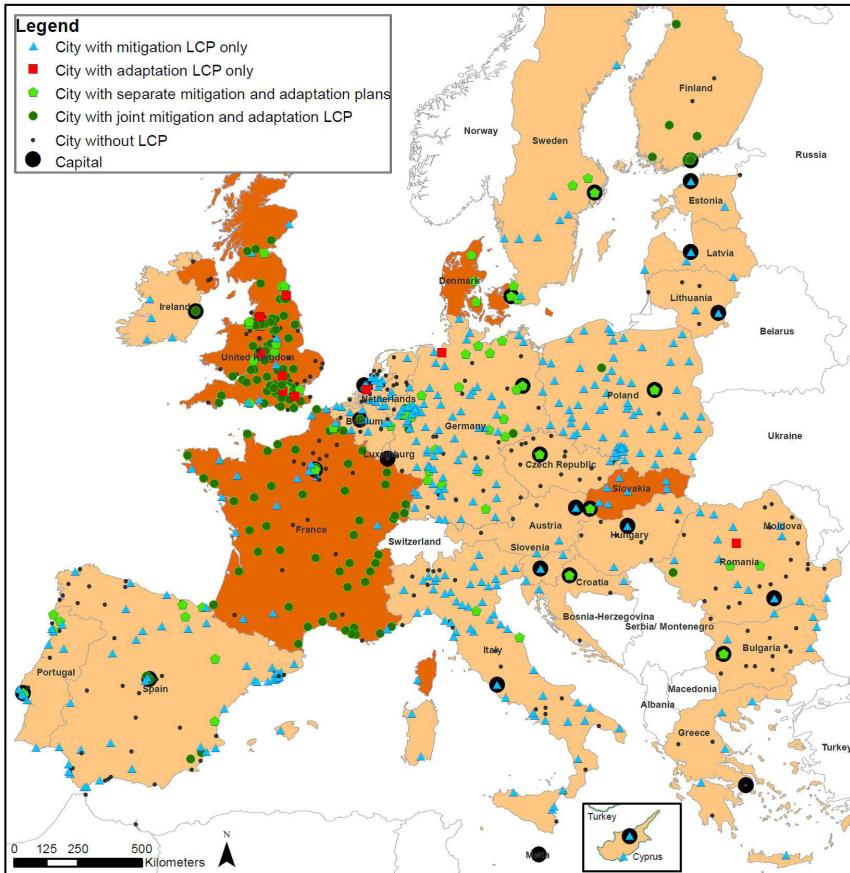 Legend
City with mitigation LCP only
City with adaptation LCP only
City with separate mitigation and adaptation plans
City with joint mitigation and adaptation LCP
City without LCP
Capital
Finland
Norway
Sweden
Russia
Estonia
Latvia
Denmark
Lithuania
Ireland
Belarus
United Kingdom
Netherlands
Poland
Belgium
Germany
Ukraine
Luxemburg
Czech Republic
Slovakia
France
Austria
Moldova
Hungary
Switzerland
Slovenia
Romania
Croatia
Bosnia-Herzegovina
Serbia/ Montenegro
Italy
Bulgaria
Portugal
Spain
Macedonia
Albania
Greece
Turkey
Turkey
Cyprus
Malta
N
0 125 250 500
Kilometers